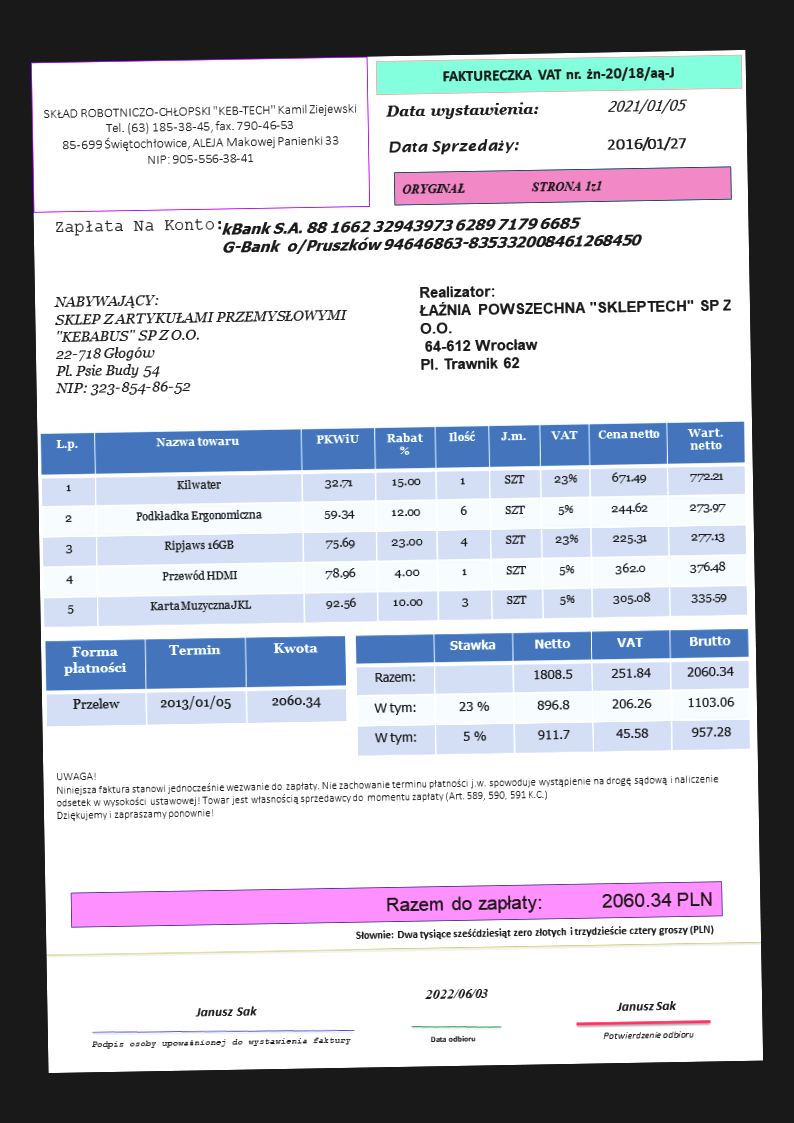 SKŁAD ROBOTNICZO-CHŁOPSKI "KEB-TECH" Kamil Ziejewski
Tel. (63) 185-38-45, fax. 790-46-53
85-699 Świętochłowice, ALEJA Makowej Panienki 33
NIP: 905-556-38-41
FAKTURECZKA VAT nr. żn-20/18/aą-J
Data wystawienia: 2021/01/05
Data Sprzedaży: 2016/01/27
ORYGINAŁ STRONA 1z1
Zapłata Na Konto: kBank S.A. 88 1662 32943973 6289 7179 6685
G-Bank o/Pruszków 94646863-835332008461268450
NABYWAJĄCY:
SKLEP Z ARTYKUŁAMI PRZEMYSŁOWYMI
"KEBABUS" SP Z O.O.
22-718 Głogów
Pl. Psie Budy 54
NIP: 323-854-86-52
Realizator:
ŁAŹNIA POWSZECHNA "SKLEPTECH" SP Z
O.O.
64-612 Wrocław
Pl. Trawnik 62
L.p. Nazwa towaru PKWiU Rabat % Ilość J.m. VAT Cena netto Wart. netto
1 Kilwater 32.71 15.00 1 SZT 23% 671.49 772.21
2 Podkładka Ergonomiczna 59.34 12.00 6 SZT 5% 244.62 273.97
3 Ripjaws 16GB 75.69 23.00 4 SZT 23% 225.31 277.13
4 Przewód HDMI 78.96 4.00 1 SZT 5% 362.0 376.48
5 Karta Muzyczna JKL 92.56 10.00 3 SZT 5% 305.08 335.59
Forma płatności Termin Kwota
Przelew 2013/01/05 2060.34
Stawka Netto VAT Brutto
Razem: 1808.5 251.84 2060.34
W tym: 23 % 896.8 206.26 1103.06
W tym: 5 % 911.7 45.58 957.28
UWAGA!
Niniejsza faktura stanowi jednocześnie wezwanie do zapłaty. Nie zachowanie terminu płatności j.w. spowoduje wystąpienie na drogę sądową i naliczenie
odsetek w wysokości ustawowej! Towar jest własnością sprzedawcy do momentu zapłaty (Art. 589, 590, 591 K.C.)
Dziękujemy i zapraszamy ponownie!
Razem do zapłaty: 2060.34 PLN
Słownie: Dwa tysiące sześćdziesiąt zero złotych i trzydzieście cztery groszy (PLN)
Janusz Sak
2022/06/03
Janusz Sak
Podpis osoby upoważnionej do wystawienia faktury
Data odbioru
Potwierdzenie odbioru